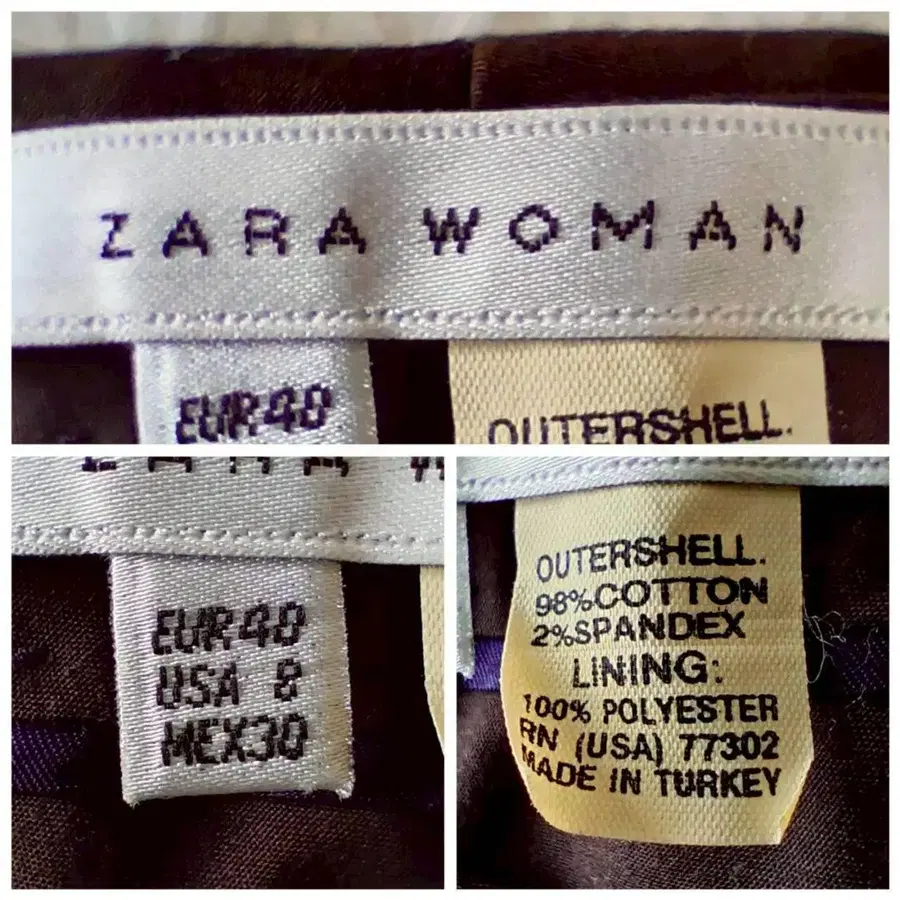 ZARA WOMAN
EUR40
OUTERSHELL.
EUR40
USA 8
MEX30
OUTERSHELL.
98%COTTON
2%SPANDEX
LINING:
100% POLYESTER
RN (USA) 77302
MADE IN TURKEY